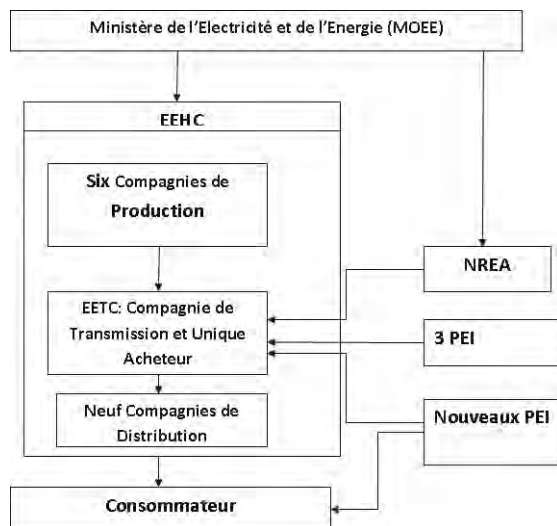 Ministère de l'Electricité et de l'Energie (MOEE)
EEHC
Six Compagnies de
Production
NREA
EETC: Compagnie de
Transmission et Unique
Acheteur
3 PEI
Neuf Compagnies de
Distribution
Nouveaux PEI
Consommateur